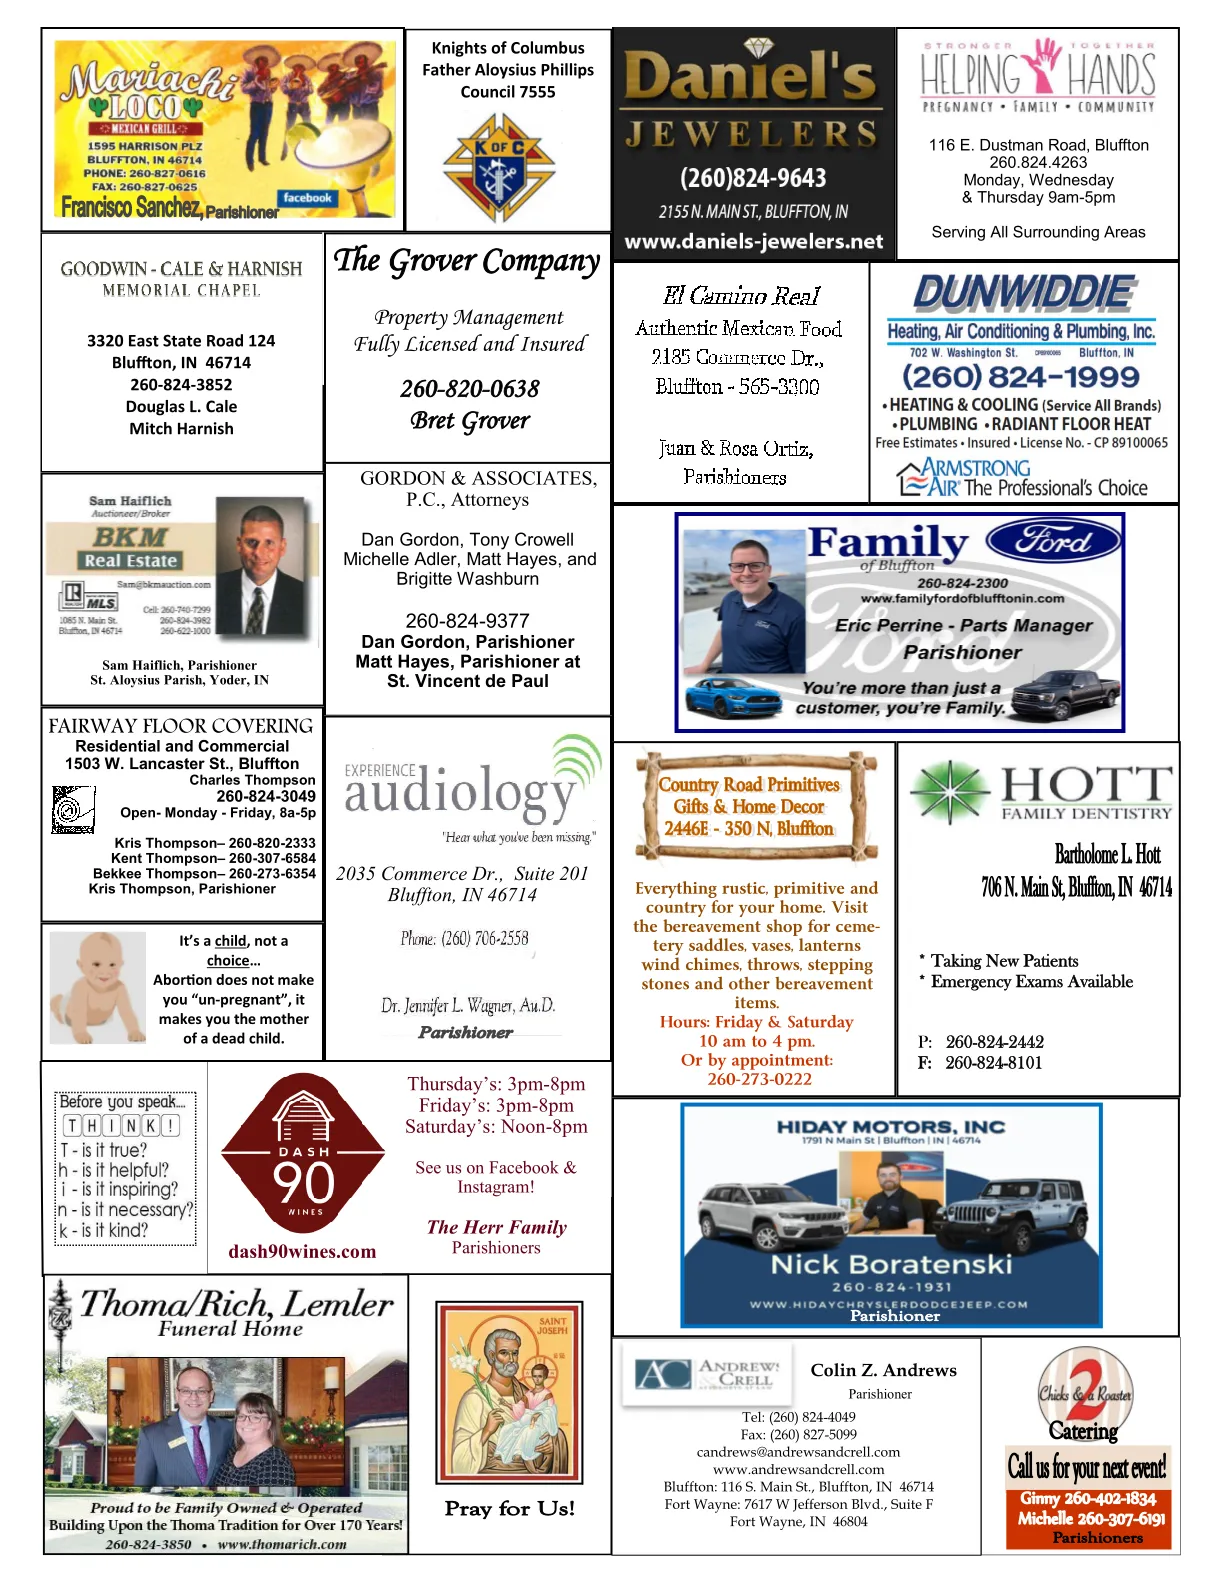 Mariachi
LOCO
MEXICAN GRILL
1595 HARRISON PLZ
BLUFFTON, IN 46714
PHONE: 260-827-0616
FAX: 260-827-0625
Francisco Sanchez, Parishioner
facebook
Knights of Columbus
Father Aloysius Phillips
Council 7555
K OF C
Daniel's
JEWELERS
(260)824-9643
2155 N. MAIN ST., BLUFFTON, IN
www.daniels-jewelers.net
STRONGER TOGETHER
HELPING HANDS
PREGNANCY • FAMILY • COMMUNITY
116 E. Dustman Road, Bluffton
260.824.4263
Monday, Wednesday
& Thursday 9am-5pm
Serving All Surrounding Areas
GOODWIN - CALE & HARNISH
MEMORIAL CHAPEL
3320 East State Road 124
Bluffton, IN 46714
260-824-3852
Douglas L. Cale
Mitch Harnish
The Grover Company
Property Management
Fully Licensed and Insured
260-820-0638
Bret Grover
El Camino Real
Authentic Mexican Food
2185 Commerce Dr.,
Bluffton - 565-3300
Juan & Rosa Ortiz,
Parishioners
DUNWIDDIE
Heating, Air Conditioning & Plumbing, Inc.
702 W. Washington St. CP89100065 Bluffton, IN
(260) 824-1999
• HEATING & COOLING (Service All Brands)
• PLUMBING • RADIANT FLOOR HEAT
Free Estimates • Insured • License No. - CP 89100065
ARMSTRONG
AIR The Professional's Choice
Sam Haiflich
Auctioneer/Broker
BKM
Real Estate
Sam@bkmauction.com
MLS
Cell: 260-740-7299
1085 N. Main St. 260-824-3982
Bluffton, IN 46714 260-622-1000
Sam Haiflich, Parishioner
St. Aloysius Parish, Yoder, IN
GORDON & ASSOCIATES,
P.C., Attorneys
Dan Gordon, Tony Crowell
Michelle Adler, Matt Hayes, and
Brigitte Washburn
260-824-9377
Dan Gordon, Parishioner
Matt Hayes, Parishioner at
St. Vincent de Paul
Family
of Bluffton
Ford
260-824-2300
www.familyfordofblufftonin.com
Eric Perrine - Parts Manager
Parishioner
You're more than just a
customer, you're Family.
FAIRWAY FLOOR COVERING
Residential and Commercial
1503 W. Lancaster St., Bluffton
Charles Thompson
260-824-3049
Open- Monday - Friday, 8a-5p
Kris Thompson– 260-820-2333
Kent Thompson– 260-307-6584
Bekkee Thompson– 260-273-6354
Kris Thompson, Parishioner
EXPERIENCE
audiology
"Hear what you've been missing."
2035 Commerce Dr., Suite 201
Bluffton, IN 46714
Phone: (260) 706-2558
Dr. Jennifer L. Wagner, Au.D.
Parishioner
Country Road Primitives
Gifts & Home Decor
2446E - 350 N, Bluffton
Everything rustic, primitive and
country for your home. Visit
the bereavement shop for ceme-
tery saddles, vases, lanterns
wind chimes, throws, stepping
stones and other bereavement
items.
Hours: Friday & Saturday
10 am to 4 pm.
Or by appointment:
260-273-0222
HOTT
FAMILY DENTISTRY
Bartholome L. Hott
706 N. Main St, Bluffton, IN 46714
* Taking New Patients
* Emergency Exams Available
P: 260-824-2442
F: 260-824-8101
It's a child, not a
choice…
Abortion does not make
you "un-pregnant", it
makes you the mother
of a dead child.
Before you speak....
THINK!
T - is it true?
h - is it helpful?
i - is it inspiring?
n - is it necessary?
k - is it kind?
DASH
90
WINES
dash90wines.com
Thursday's: 3pm-8pm
Friday's: 3pm-8pm
Saturday's: Noon-8pm
See us on Facebook &
Instagram!
The Herr Family
Parishioners
HIDAY MOTORS, INC
1791 N Main St | Bluffton | IN | 46714
Nick Boratenski
260-824-1931
WWW.HIDAYCHRYSLERDODGEJEEP.COM
Parishioner
Thoma/Rich, Lemler
Funeral Home
Proud to be Family Owned & Operated
Building Upon the Thoma Tradition for Over 170 Years!
260-824-3850 • www.thomarich.com
SAINT
JOSEPH
Pray for Us!
AC
ANDREWS
& CRELL
ATTORNEYS AT LAW
Colin Z. Andrews
Parishioner
Tel: (260) 824-4049
Fax: (260) 827-5099
candrews@andrewsandcrell.com
www.andrewsandcrell.com
Bluffton: 116 S. Main St., Bluffton, IN 46714
Fort Wayne: 7617 W Jefferson Blvd., Suite F
Fort Wayne, IN 46804
2
Chicks & a Roaster
Catering
Call us for your next event!
Ginny 260-402-1834
Michelle 260-307-6191
Parishioners